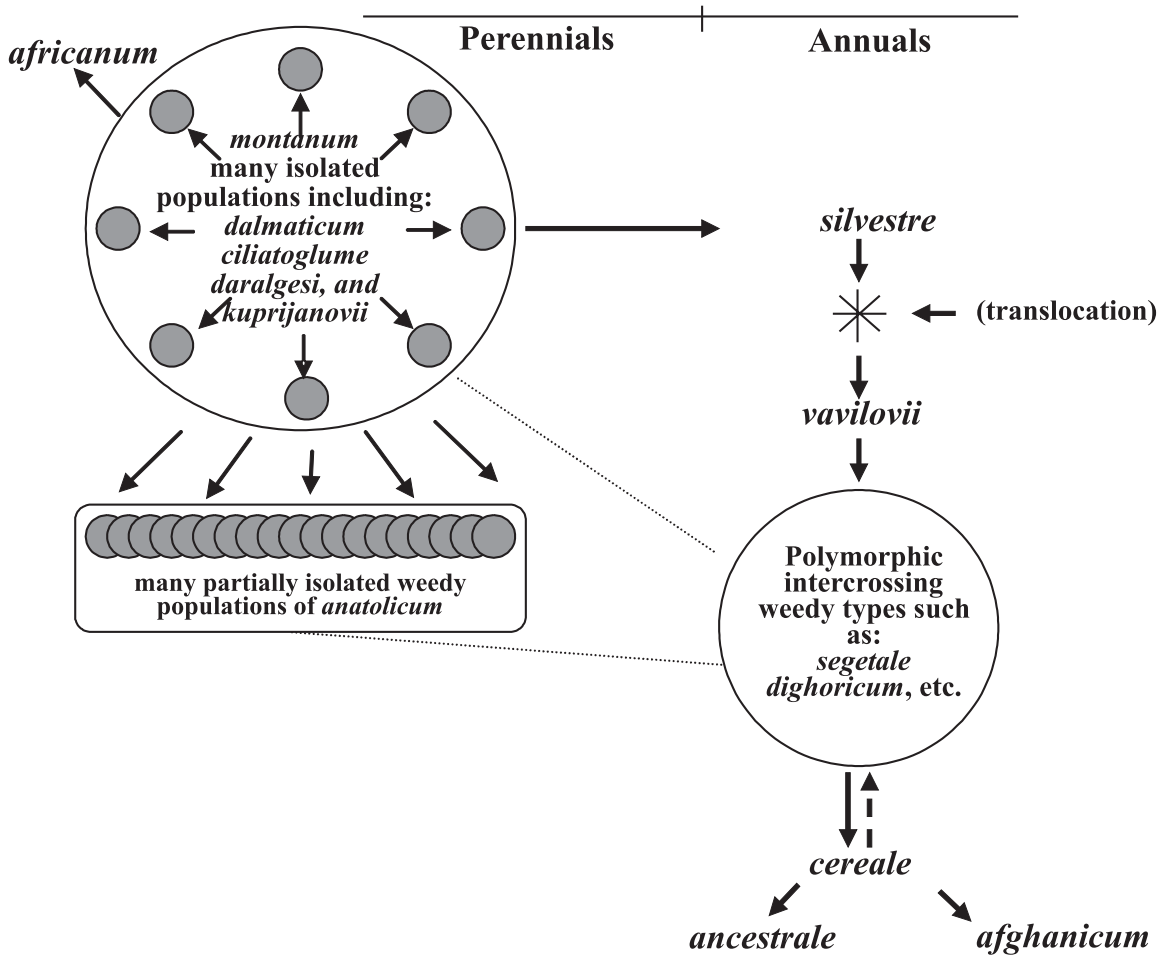 Perennials
Annuals
africanum
montanum
many isolated
populations including:
dalmaticum
ciliatoglume
daralgesi, and
kuprijanovii
silvestre
(translocation)
vavilovii
many partially isolated weedy
populations of anatolicum
Polymorphic
intercrossing
weedy types such
as:
segetale
dighoricum, etc.
cereale
ancestrale
afghanicum